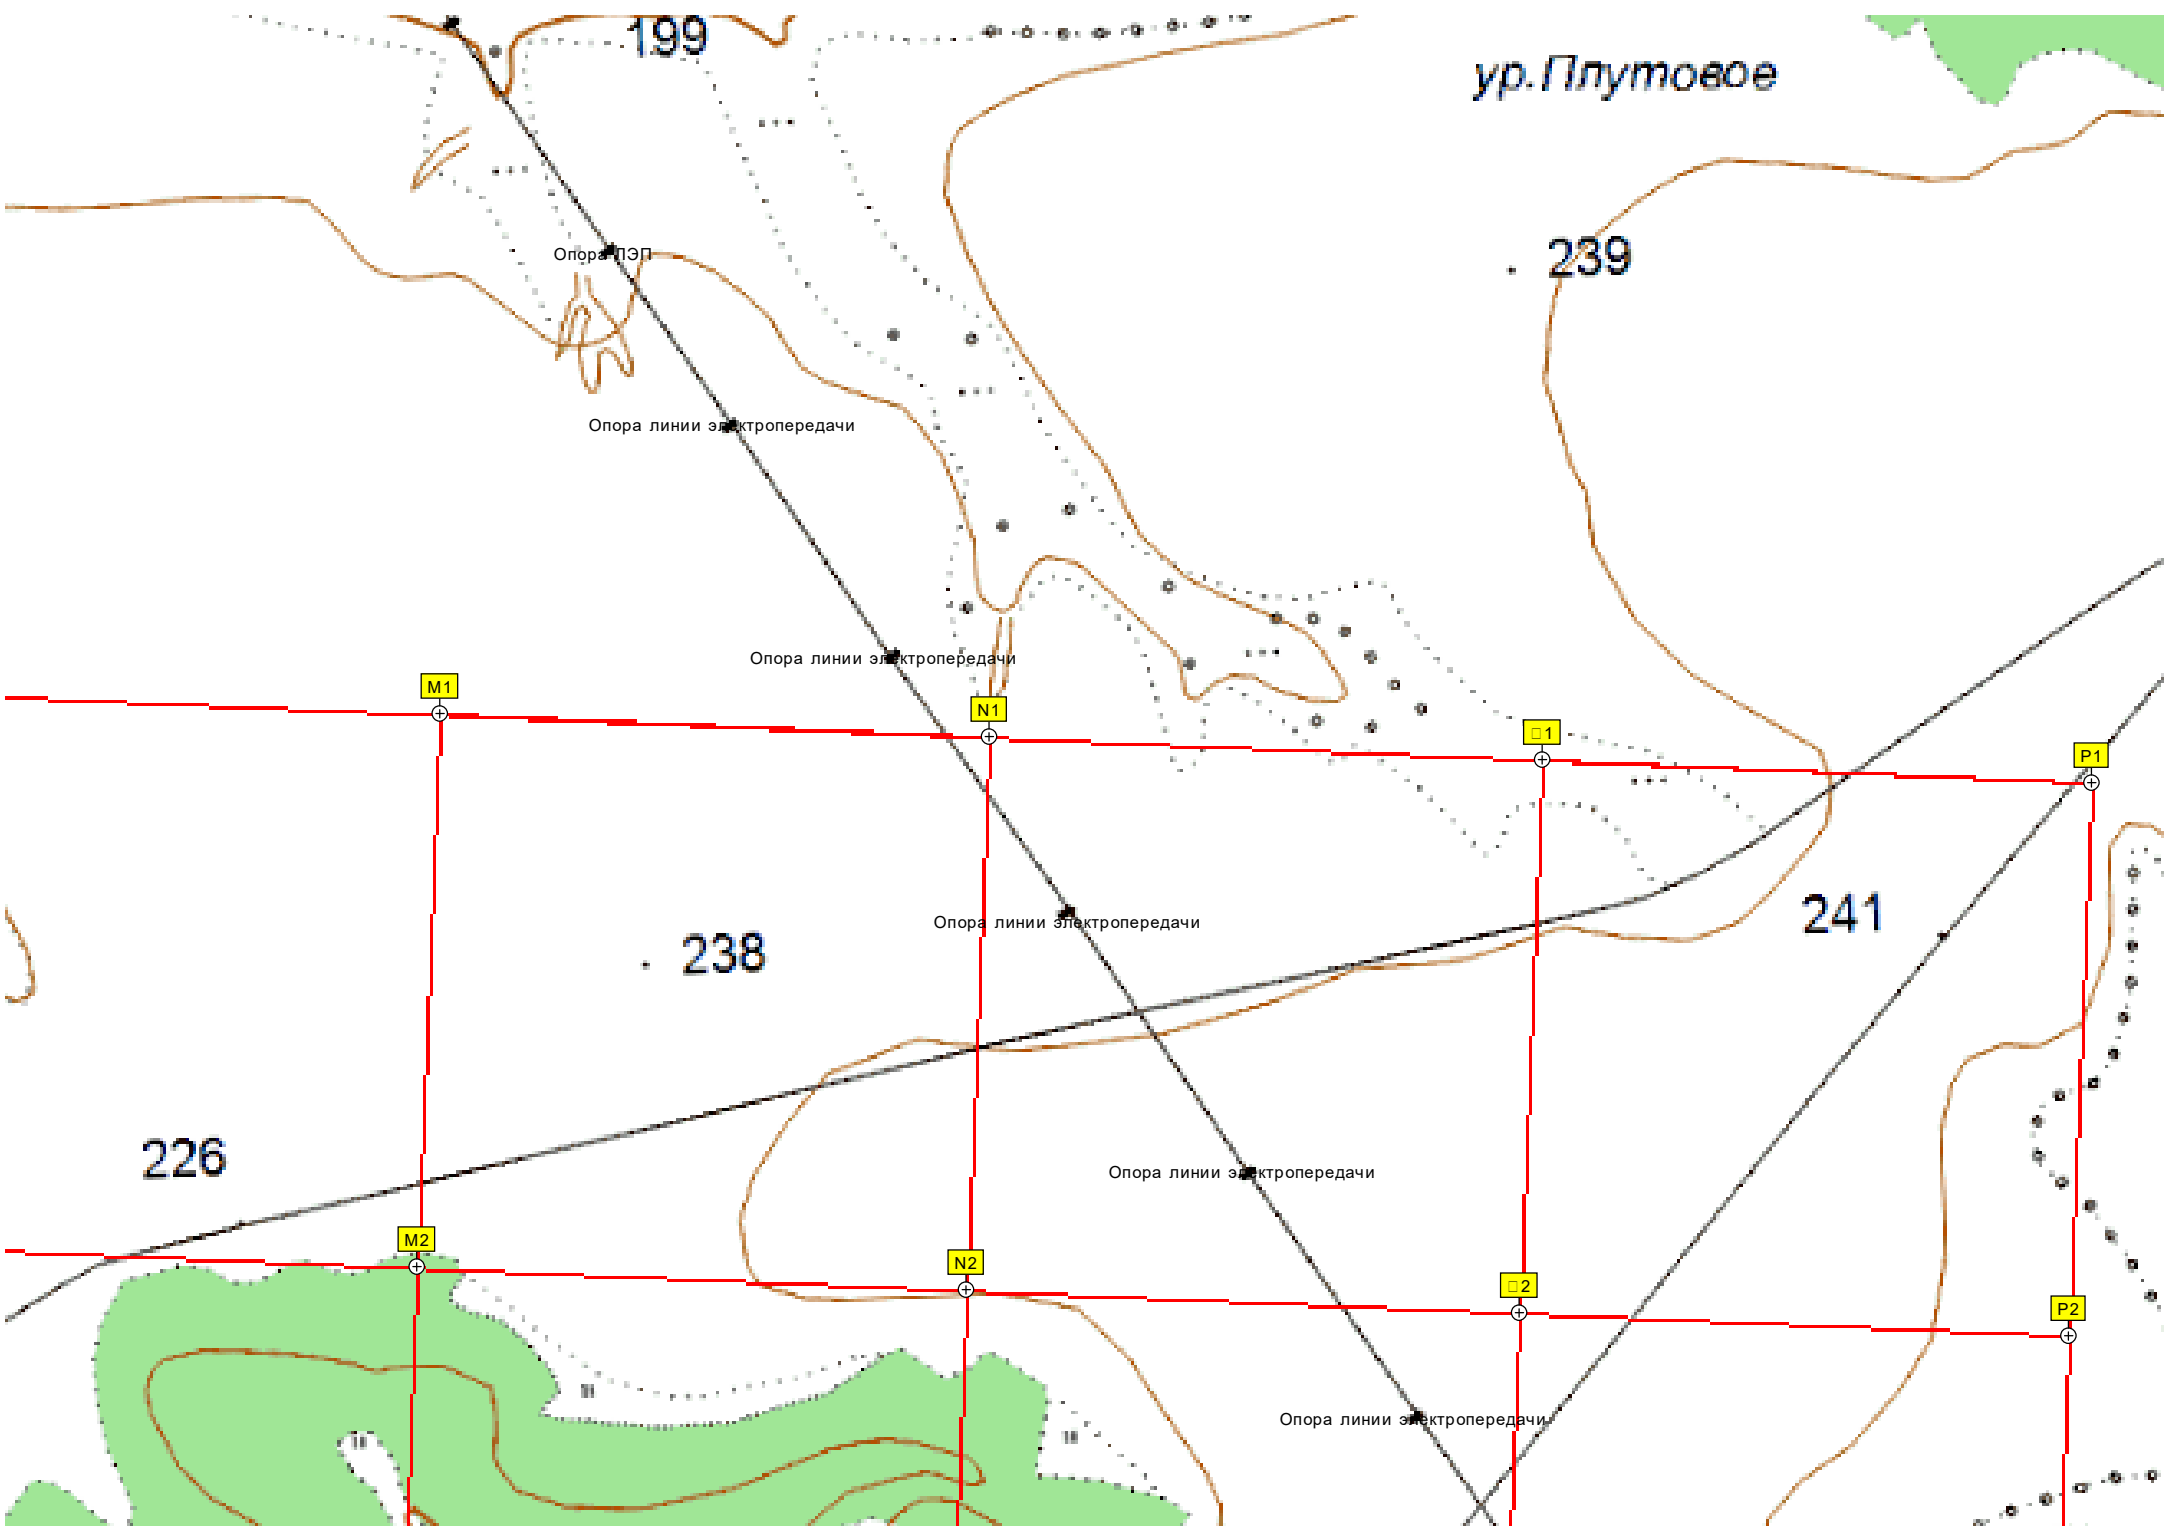 199
ур.Плутовое
Опора ЛЭП
239
Опора линии электропередачи
Опора линии электропередачи
M1
N1
□1
P1
Опора линии электропередачи
241
238
226
Опора линии электропередачи
M2
N2
□2
P2
Опора линии электропередачи